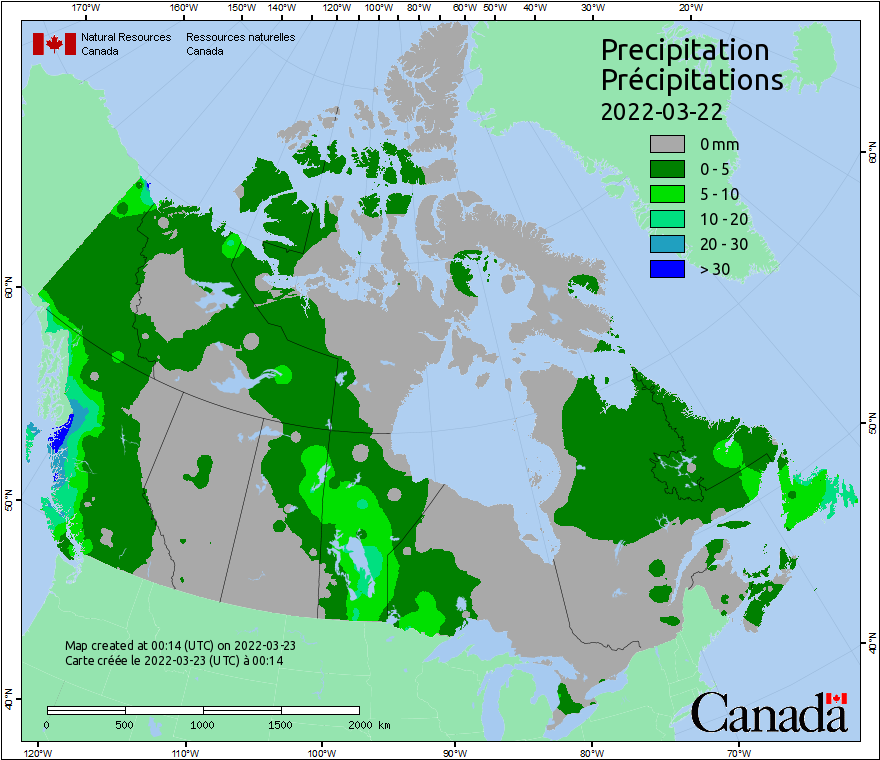 170°W 160°W 150°W 140°W 130°W 120°W 110°W 100°W 90°W 80°W 60°W 50°W 40°W 30°W 20°W
Natural Resources Ressources naturelles
Canada Canada
Precipitation
Précipitations
2022-03-22
0 mm
0 - 5
5 - 10
10 - 20
20 - 30
> 30
60°N 60°N
50°N 50°N
40°N 40°N
Map created at 00:14 (UTC) on 2022-03-23
Carte créée le 2022-03-23 (UTC) à 00:14
0 500 1000 1500 2000 km
Canada
120°W 110°W 100°W 90°W 80°W 70°W